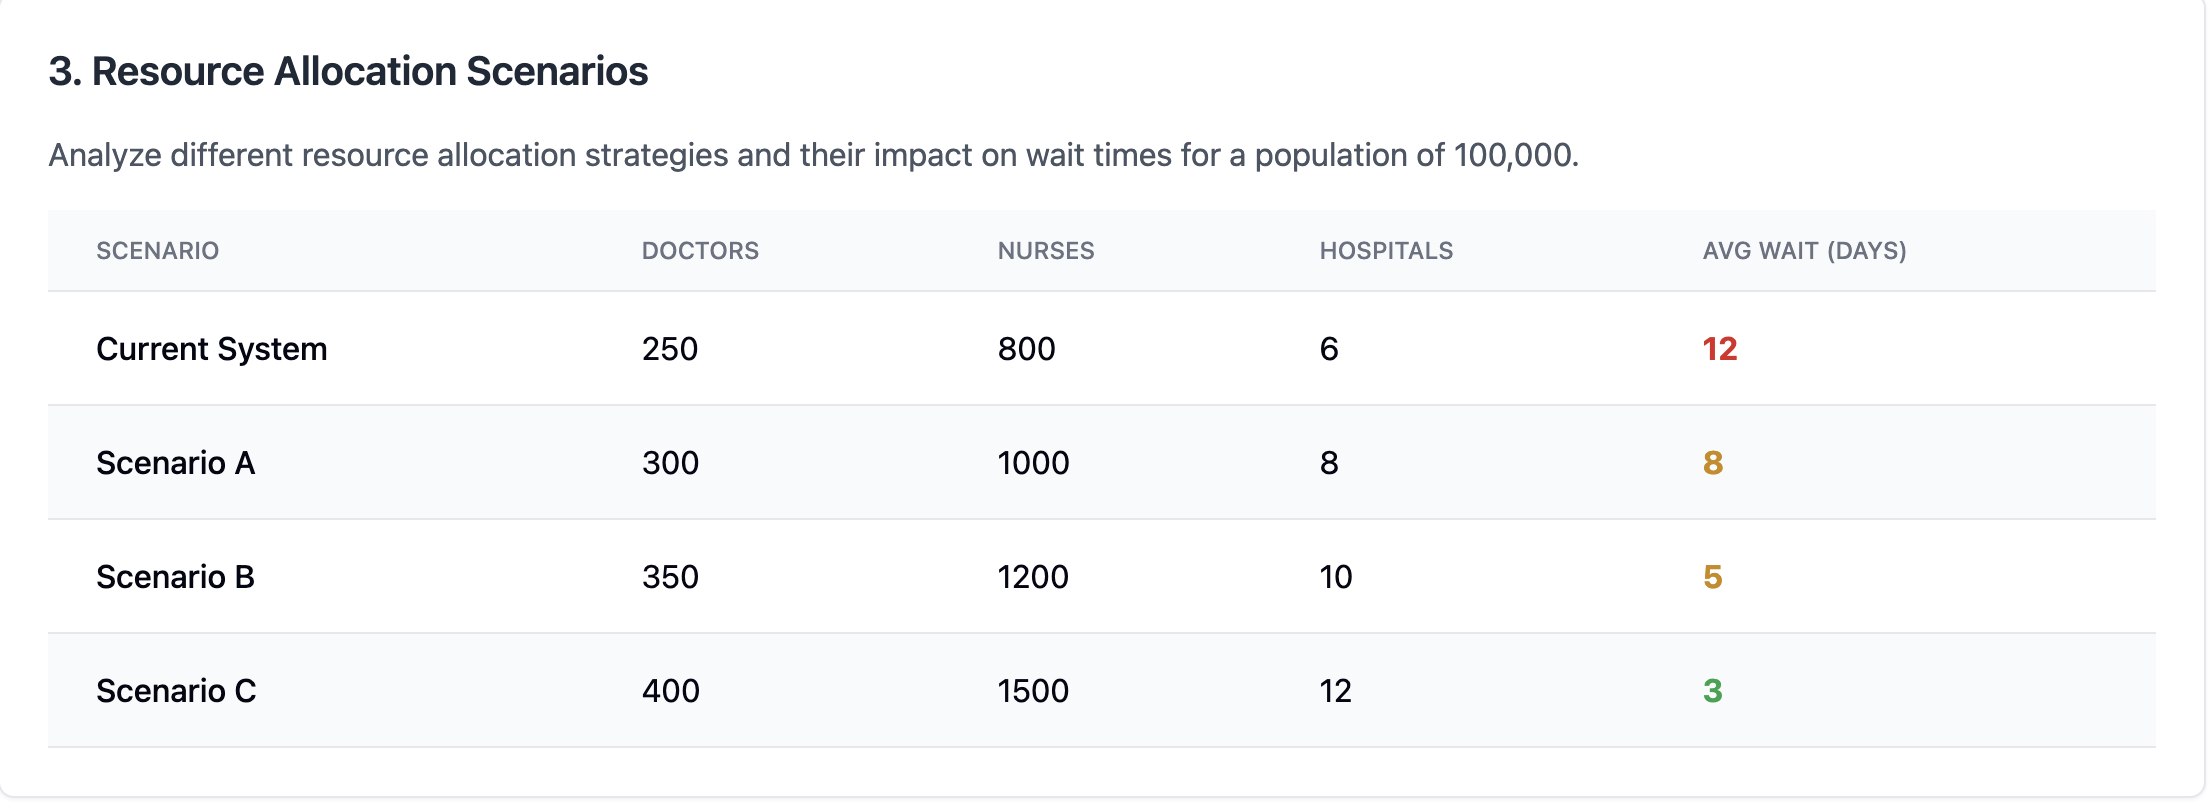 3. Resource Allocation Scenarios
Analyze different resource allocation strategies and their impact on wait times for a population of 100,000.
SCENARIO DOCTORS NURSES HOSPITALS AVG WAIT (DAYS)
Current System 250 800 6 12
Scenario A 300 1000 8 8
Scenario B 350 1200 10 5
Scenario C 400 1500 12 3